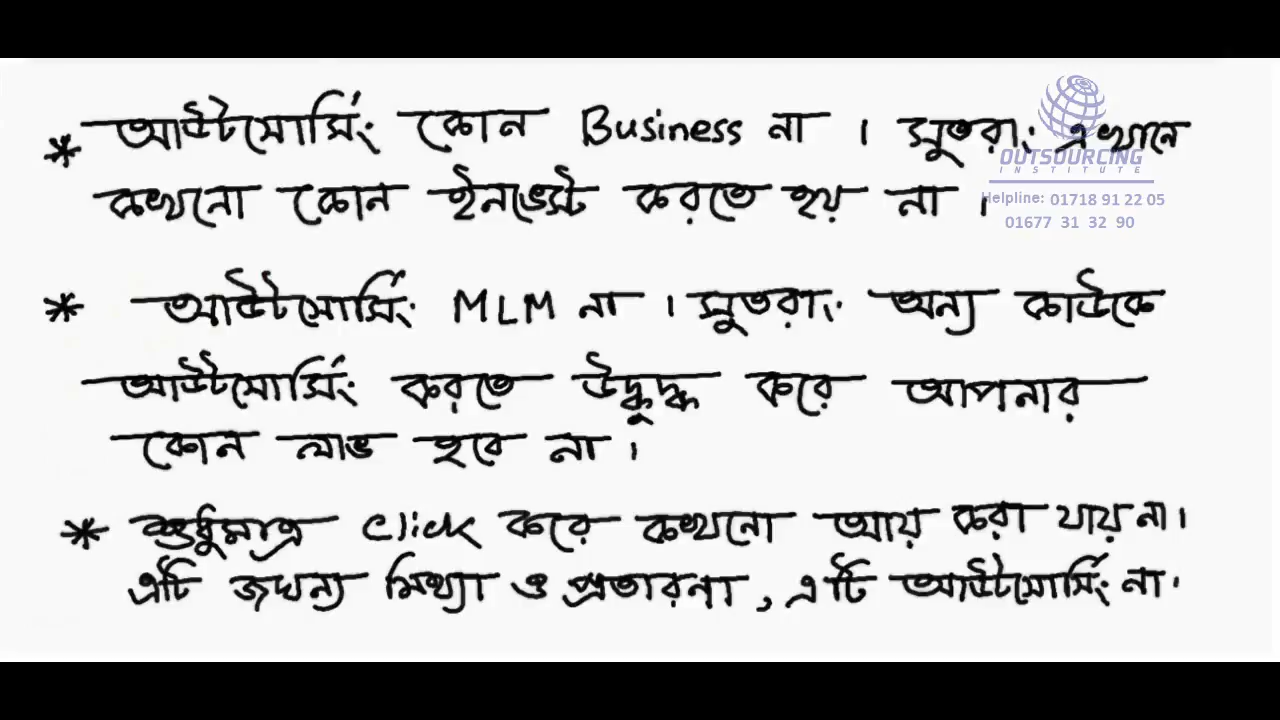 * আউটসোর্সিং কোন Business না । সুতরাং এখানে
কখনো কোন ইনভেস্ট করতে হয় না ।
* আউটসোর্সিং MLM না । সুতরাং অন্য কাউকে
আউটসোর্সিং করতে উদ্বুদ্ধ করে আপনার
কোন লাভ হবে না ।
* শুধুমাত্র Click করে কখনো আয় করা যায় না ।
এটি জঘন্য মিথ্যা ও প্রতারনা , এটি আউটসোর্সিং না ।
OUTSOURCING
INSTITUTE
Helpline: 01718 91 22 05
01677 31 32 90